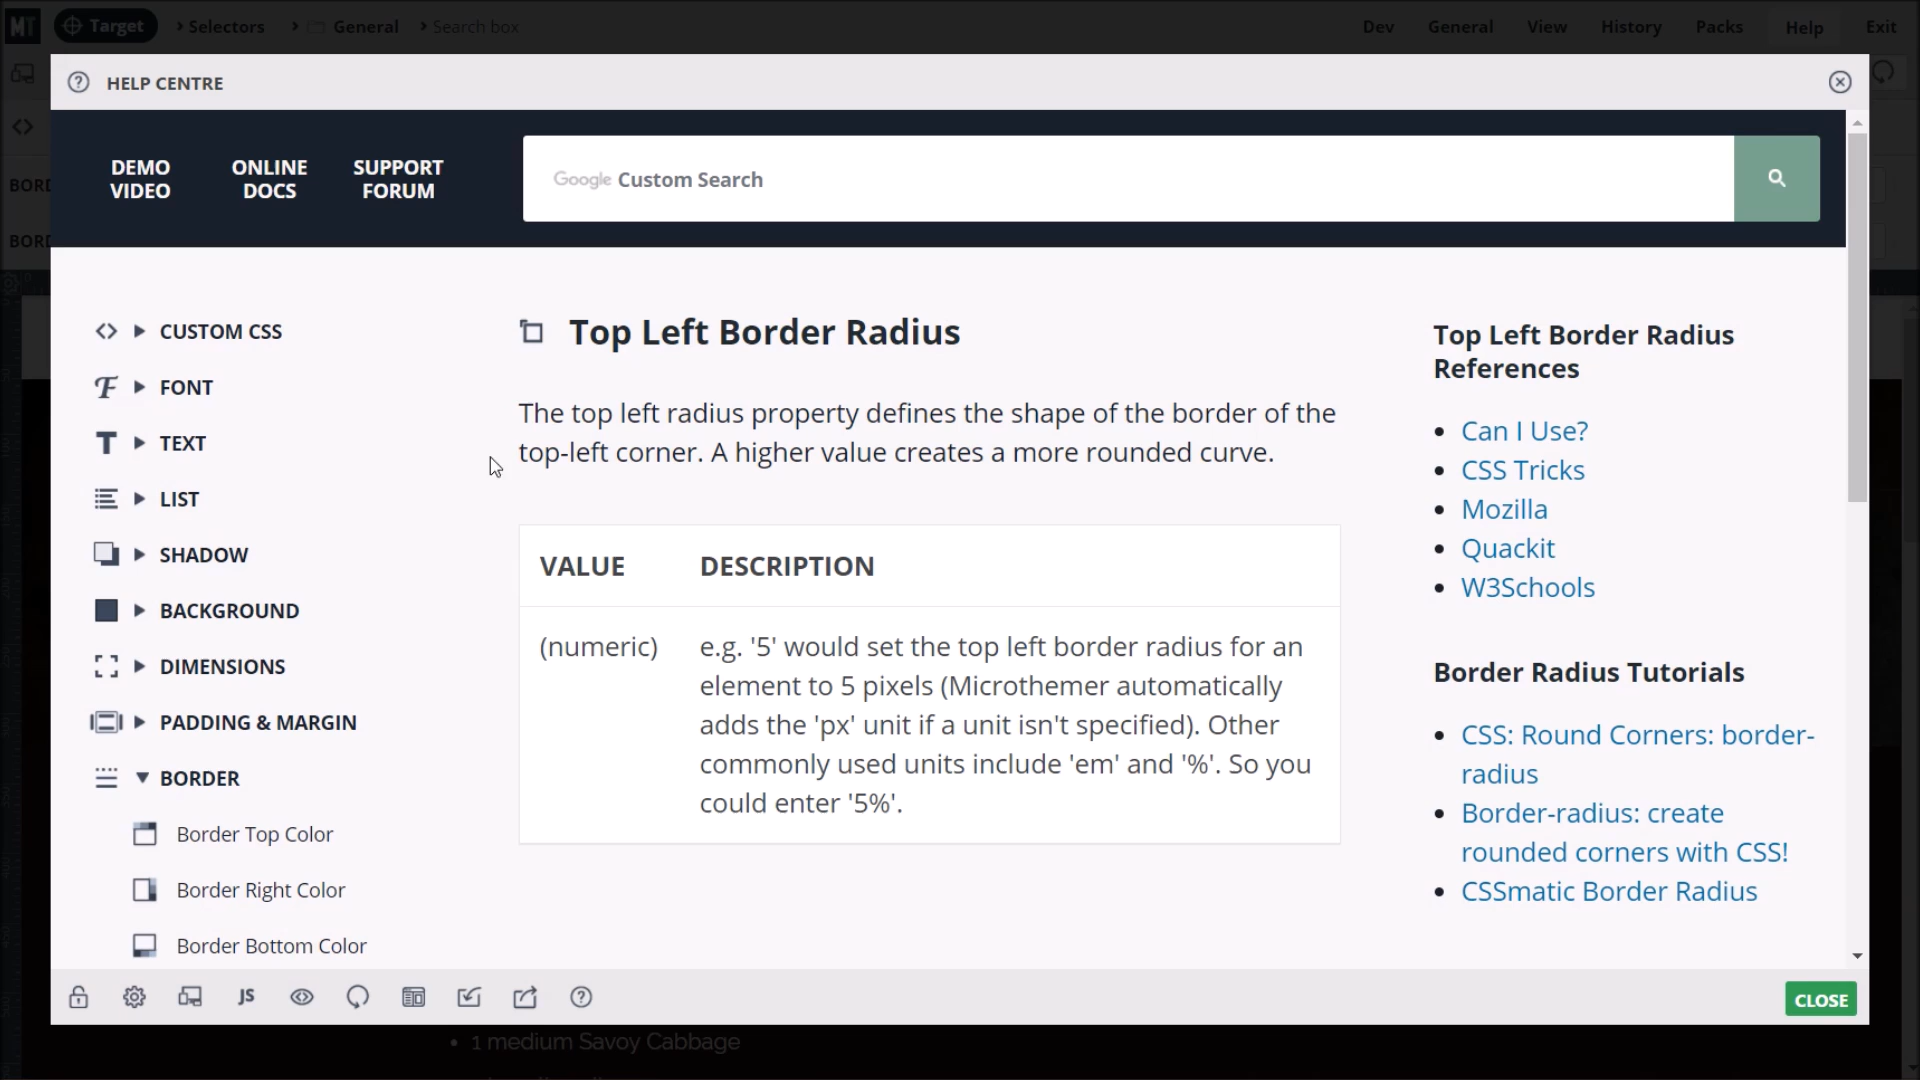 MT Target Selectors General Search box Dev General View History Packs Help Exit
HELP CENTRE
DEMO VIDEO
ONLINE DOCS
SUPPORT FORUM
Google Custom Search
BORD
BORD
CUSTOM CSS
FONT
TEXT
LIST
SHADOW
BACKGROUND
DIMENSIONS
PADDING & MARGIN
BORDER
Border Top Color
Border Right Color
Border Bottom Color
Top Left Border Radius
The top left radius property defines the shape of the border of the
top-left corner. A higher value creates a more rounded curve.
VALUE DESCRIPTION
(numeric) e.g. '5' would set the top left border radius for an
element to 5 pixels (Microthemer automatically
adds the 'px' unit if a unit isn't specified). Other
commonly used units include 'em' and '%'. So you
could enter '5%'.
Top Left Border Radius
References
Can I Use?
CSS Tricks
Mozilla
Quackit
W3Schools
Border Radius Tutorials
CSS: Round Corners: border-
radius
Border-radius: create
rounded corners with CSS!
CSSmatic Border Radius
JS
CLOSE
1 medium Savoy Cabbage